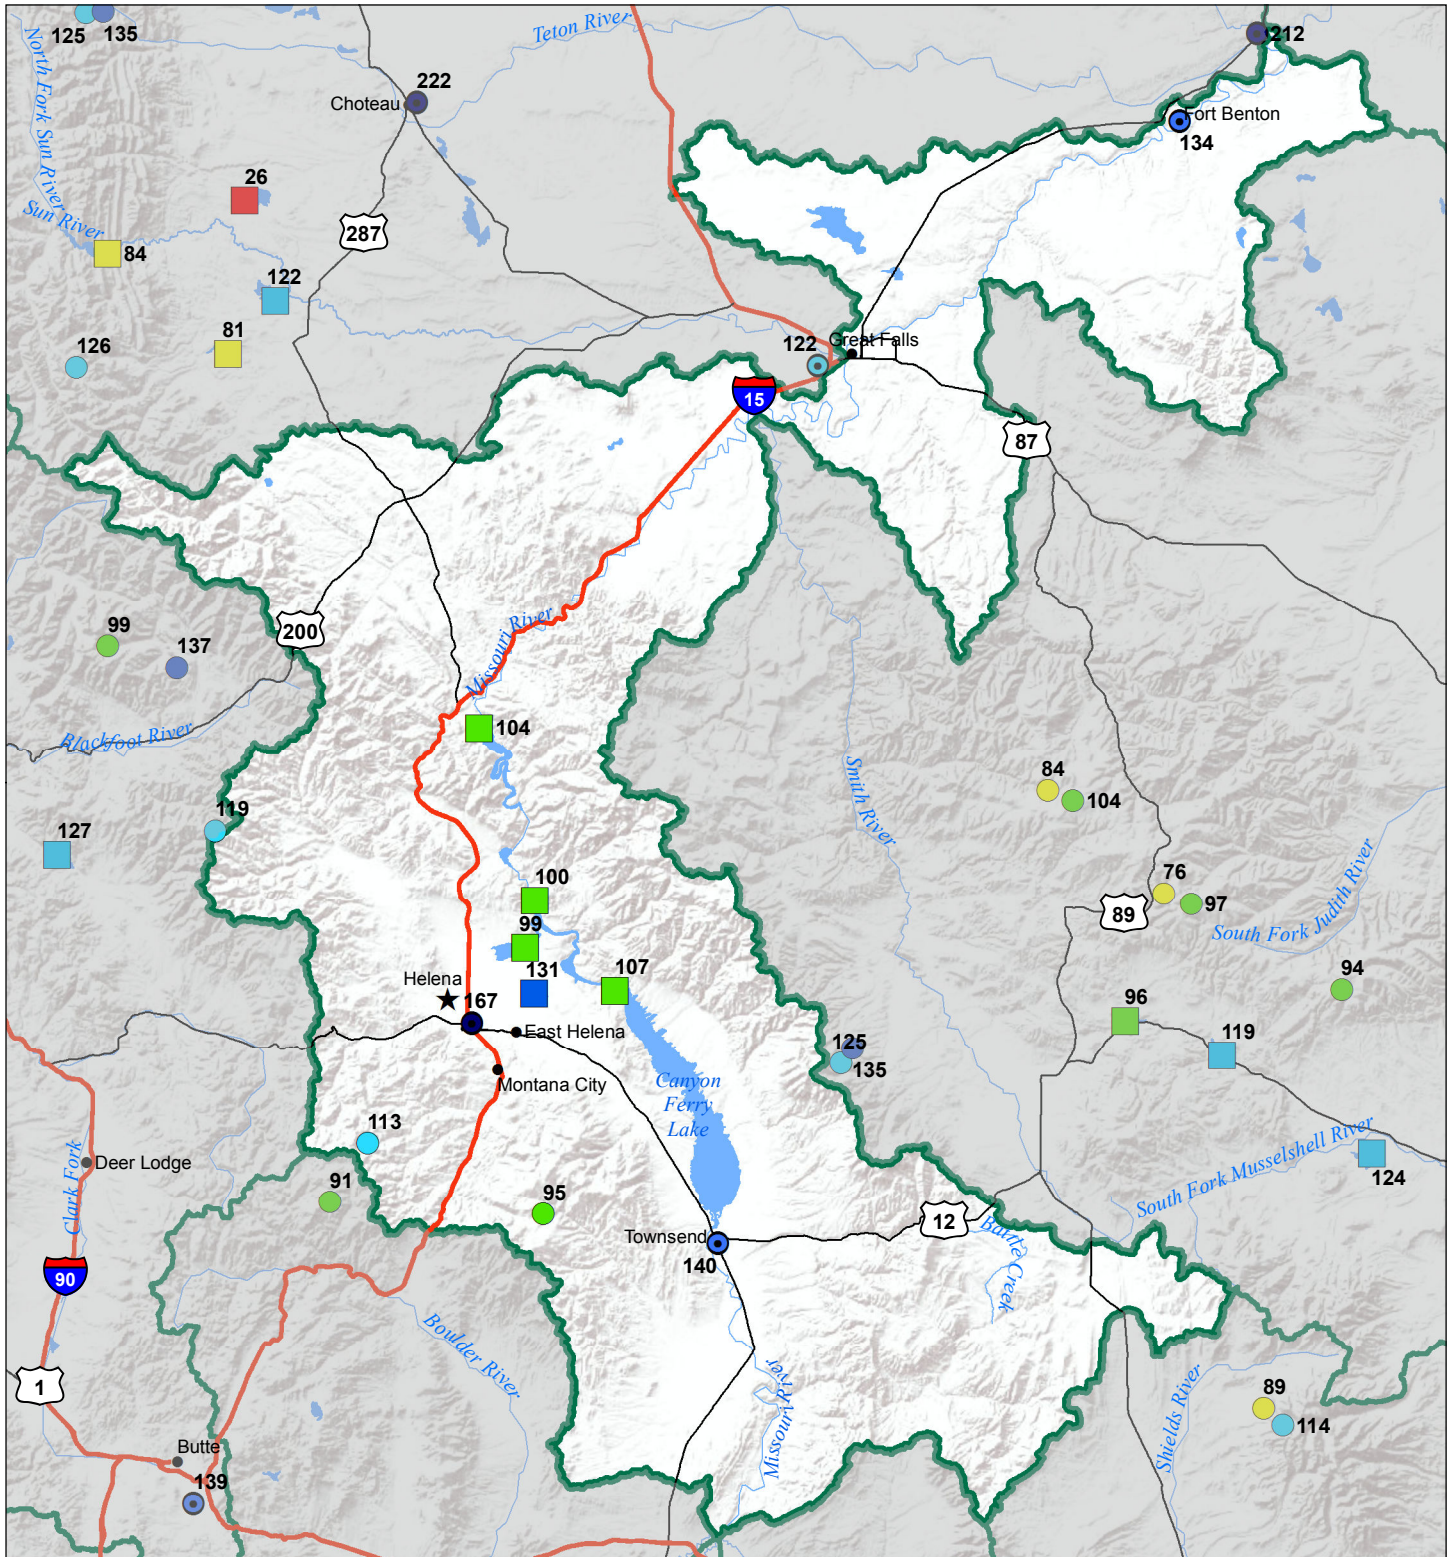 125
135
Teton River
212
222
Choteau
Fort Benton
134
North Fork Sun River
26
Sun River
287
84
122
81
126
122
Great Falls
15
87
200
99
137
Missouri River
Blackfoot River
104
84
104
Smith River
119
127
100
76
97
89
South Fork Judith River
99
131
107
94
Helena
167
96
East Helena
119
125
135
Montana City
Canyon
Ferry
Lake
113
Clark Fork
Deer Lodge
91
95
South Fork Musselshell River
124
12
Townsend
140
Battle Creek
90
Boulder River
1
Missouri River
Shields River
89
114
Butte
139